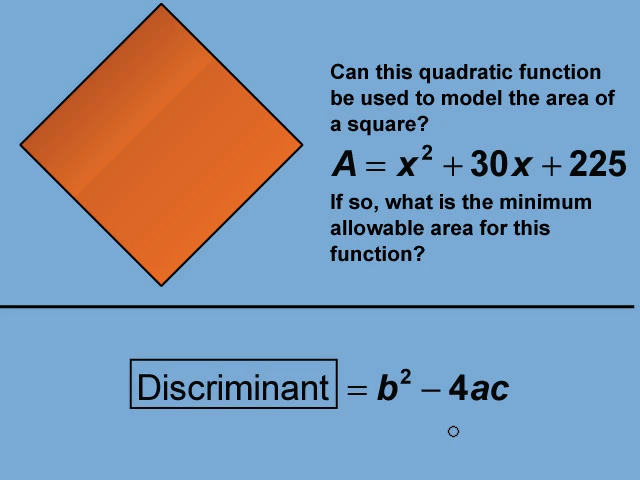 Can this quadratic function
be used to model the area of
a square?
A = x² + 30x + 225
If so, what is the minimum
allowable area for this
function?
Discriminant = b² − 4ac